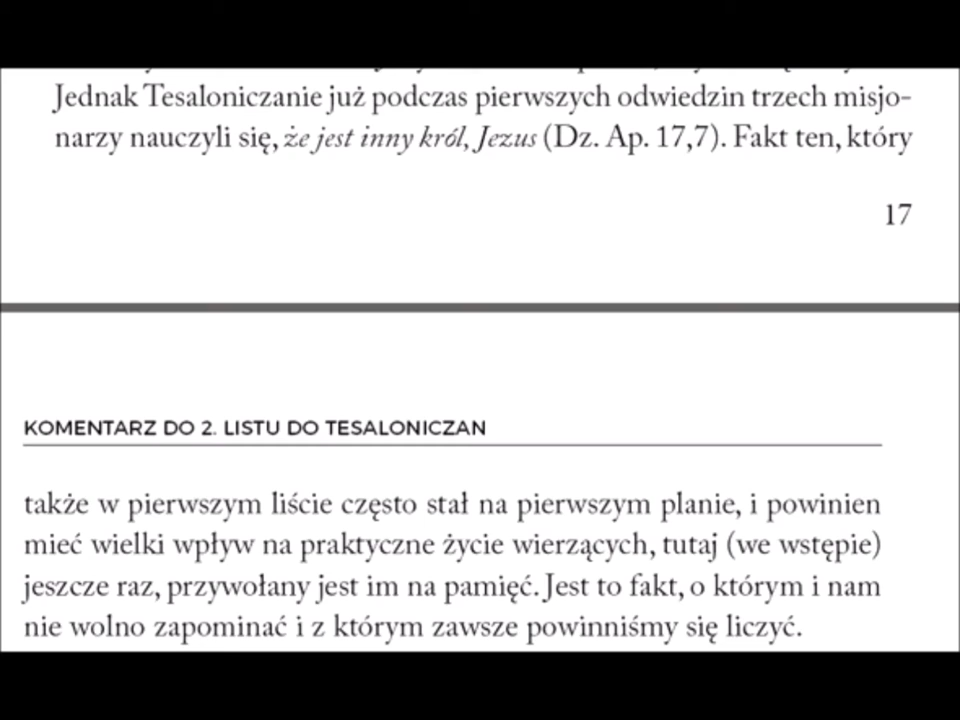 Jednak Tesaloniczanie już podczas pierwszych odwiedzin trzech misjo-
narzy nauczyli się, że jest inny król, Jezus (Dz. Ap. 17,7). Fakt ten, który
17
KOMENTARZ DO 2. LISTU DO TESALONICZAN
także w pierwszym liście często stał na pierwszym planie, i powinien
mieć wielki wpływ na praktyczne życie wierzących, tutaj (we wstępie)
jeszcze raz, przywołany jest im na pamięć. Jest to fakt, o którym i nam
nie wolno zapominać i z którym zawsze powinniśmy się liczyć.